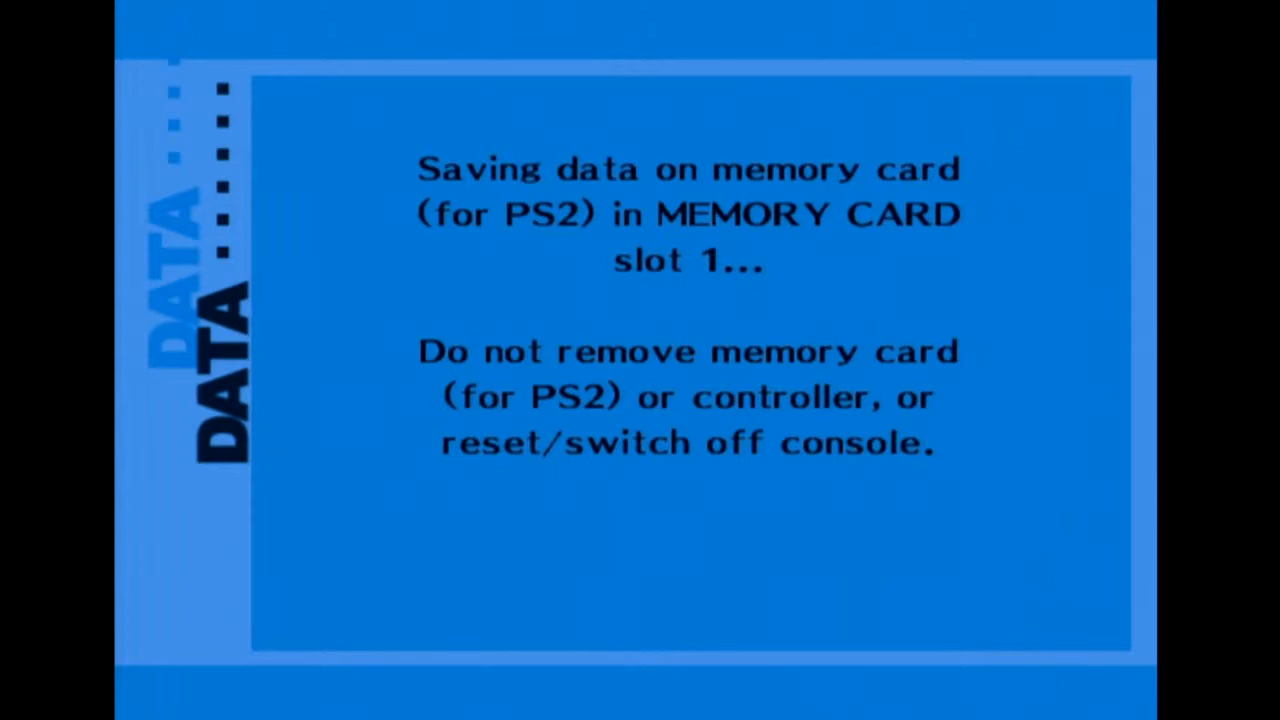 DATA ......
DATA ....
Saving data on memory card
(for PS2) in MEMORY CARD
slot 1...
Do not remove memory card
(for PS2) or controller, or
reset/switch off console.